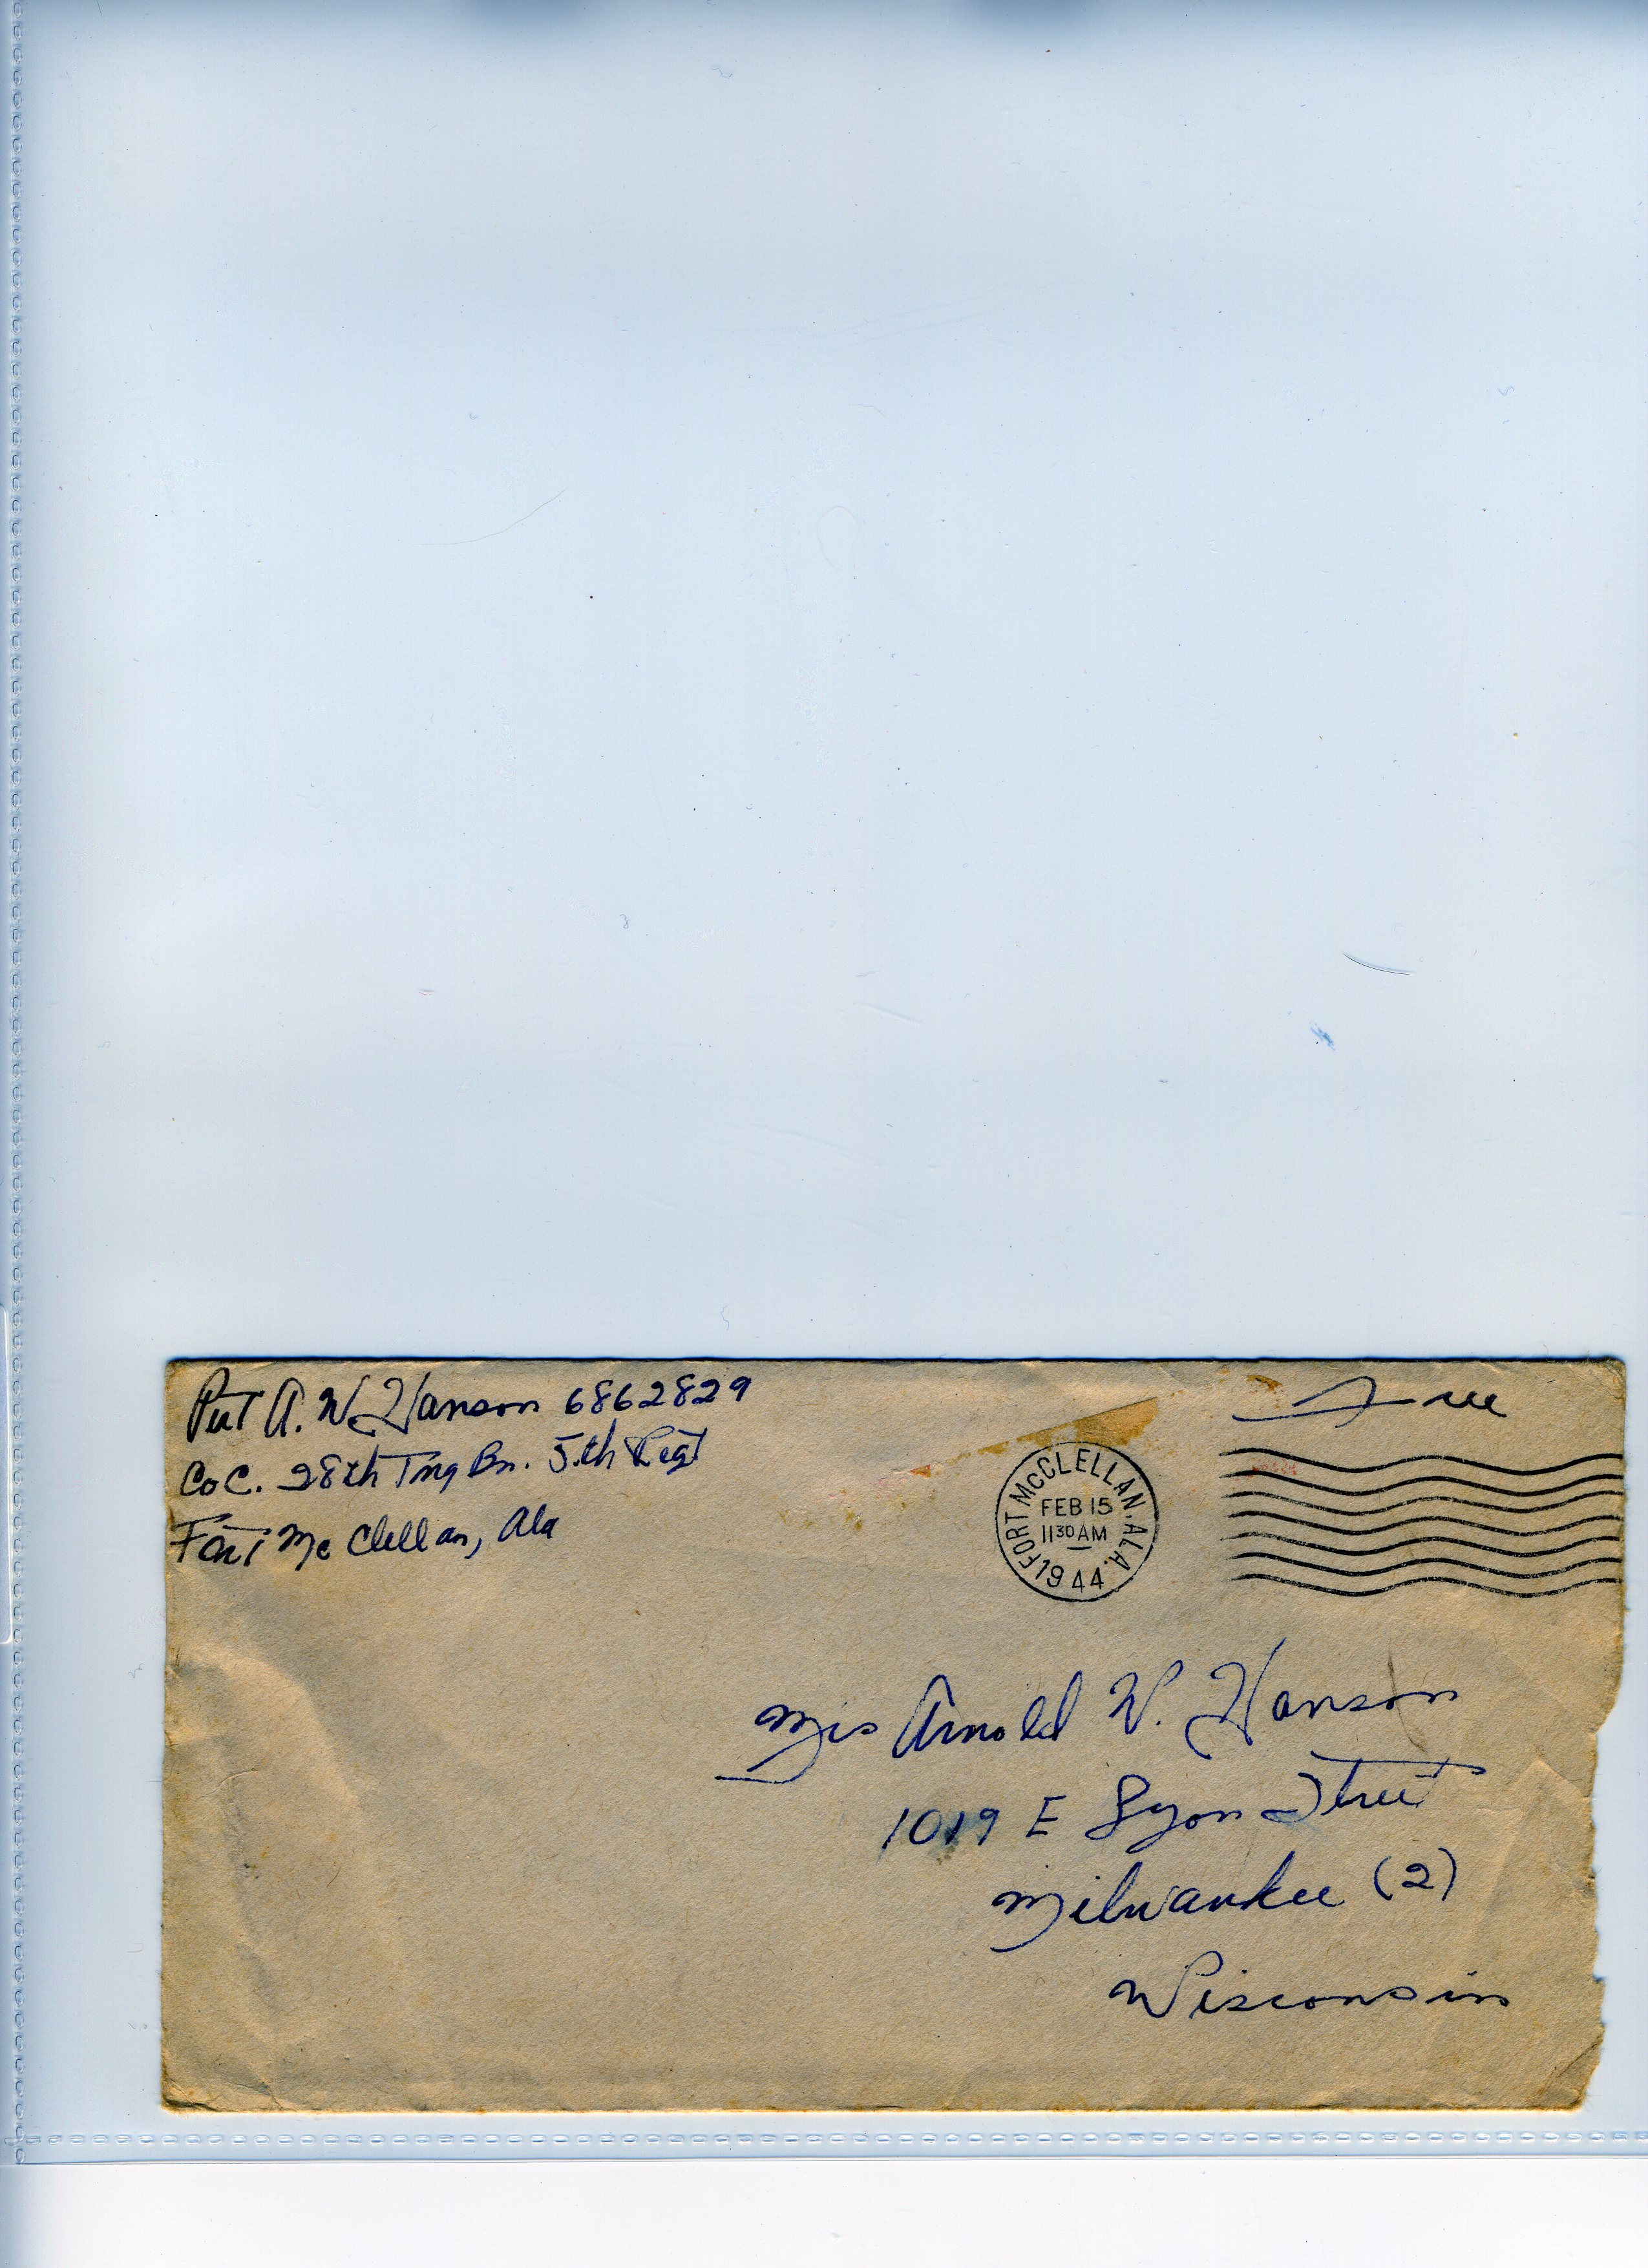 Pvt A. W. Hanson 6862829
Co C. 28th Tng Bn. 5th Regt
Fort Mc Clellan, Ala
Free
FORT McCLELLAN, ALA.
FEB 15
11 30 AM
1944
Mrs Arnold W. Hanson
1019 E Lyon Street
Milwaukee (2)
Wisconsin